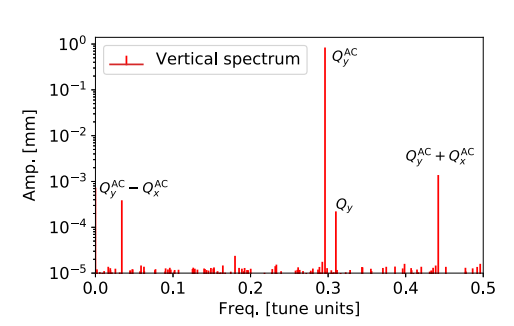 Vertical spectrum
Q_y^AC
Q_y^AC + Q_x^AC
Q_y^AC − Q_x^AC
Q_y
10^0
10^−1
10^−2
10^−3
10^−4
10^−5
Amp. [mm]
0.0 0.1 0.2 0.3 0.4 0.5
Freq. [tune units]